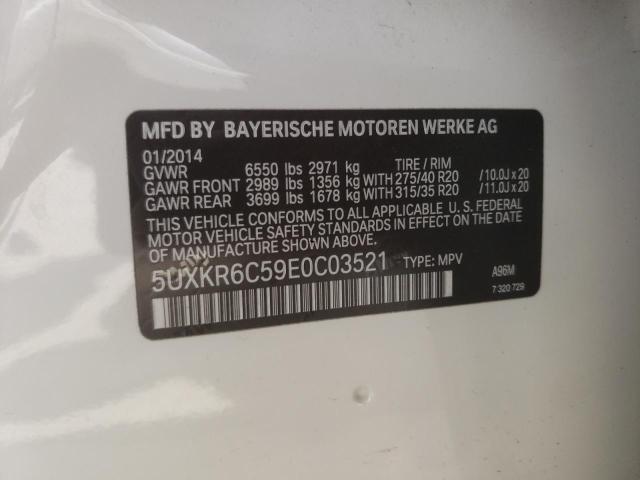 MFD BY BAYERISCHE MOTOREN WERKE AG
01/2014
GVWR 6550 lbs 2971 kg TIRE / RIM
GAWR FRONT 2989 lbs 1356 kg WITH 275/40 R20 /10.0J x 20
GAWR REAR 3699 lbs 1678 kg WITH 315/35 R20 /11.0J x 20
THIS VEHICLE CONFORMS TO ALL APPLICABLE U. S. FEDERAL
MOTOR VEHICLE SAFETY STANDARDS IN EFFECT ON THE DATE
OF MANUFACTURE SHOWN ABOVE.
5UXKR6C59E0C03521 TYPE: MPV
A96M
7 320 729